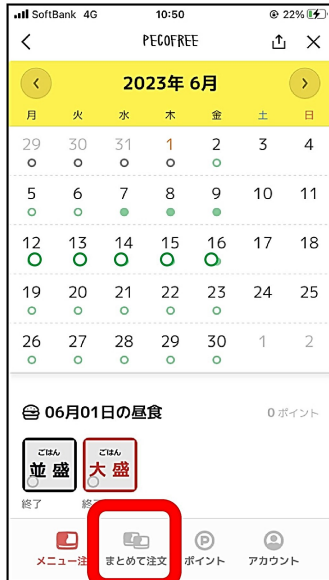 SoftBank 4G 10:50 22%
PECOFREE
2023年 6月
月 火 水 木 金 土 日
29 30 31 1 2 3 4
5 6 7 8 9 10 11
12 13 14 15 16 17 18
19 20 21 22 23 24 25
26 27 28 29 30 1 2
06月01日の昼食 0 ポイント
ごはん ごはん
並盛 大盛
終了 終
メニュー注 まとめて注文 ポイント アカウント